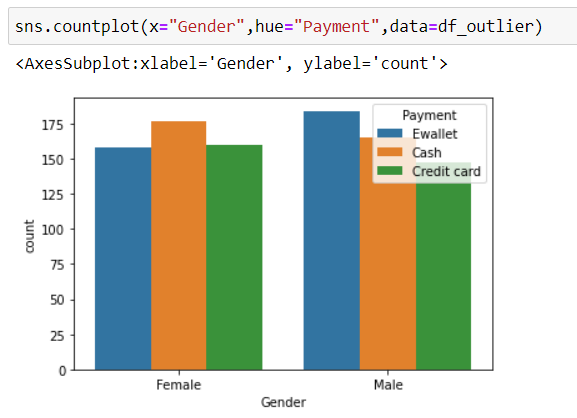 sns.countplot(x="Gender",hue="Payment",data=df_outlier)
<AxesSubplot:xlabel='Gender', ylabel='count'>
Payment
Ewallet
Cash
Credit card
175
150
125
100
75
50
25
0
count
Female Male
Gender